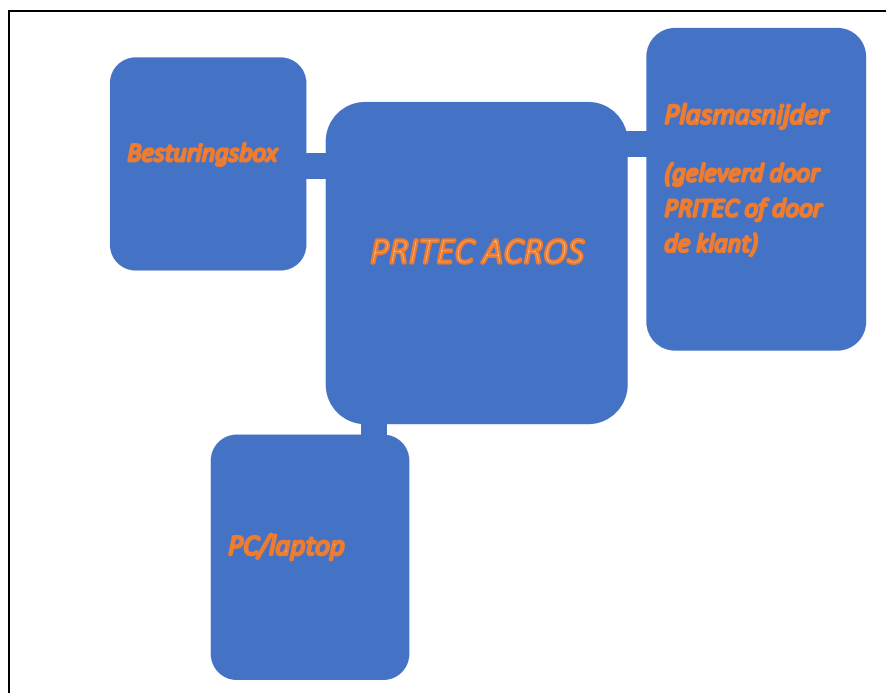 Besturingsbox
PRITEC ACROS
Plasmasnijder
(geleverd door
PRITEC of door
de klant)
PC/laptop